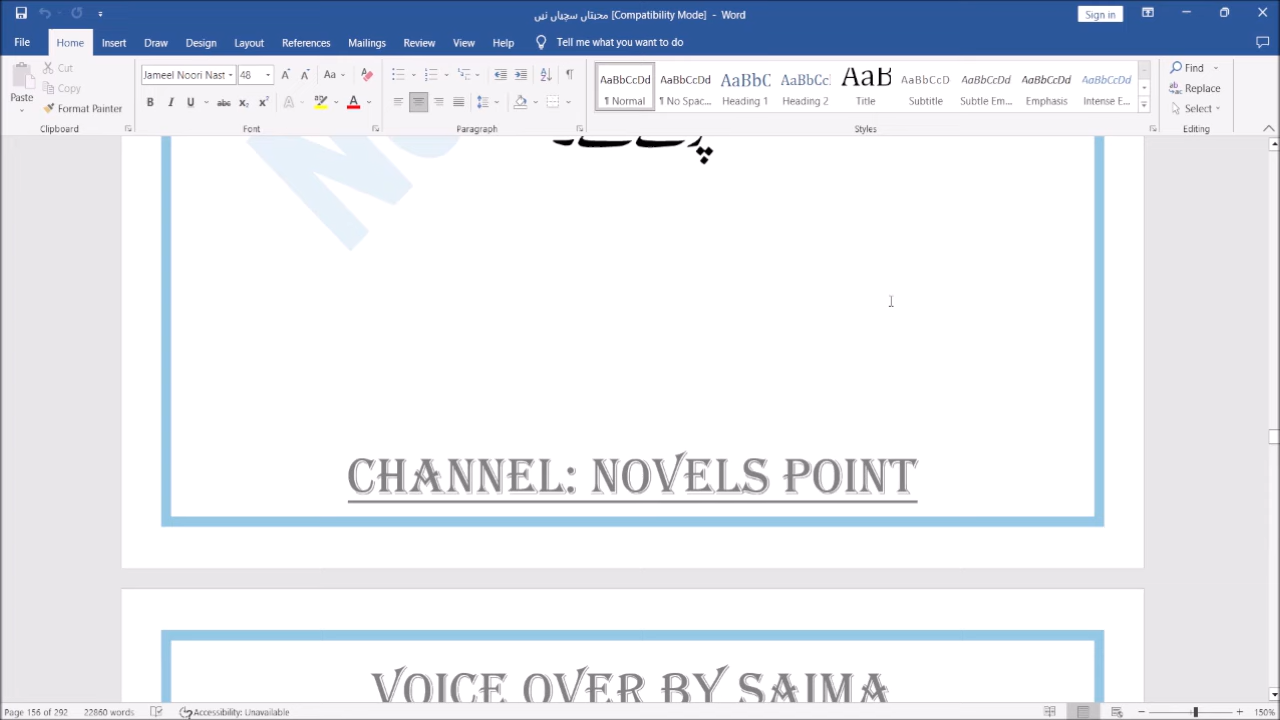 محبتاں سچیاں نیں [Compatibility Mode] - Word
Sign in
File Home Insert Draw Design Layout References Mailings Review View Help Tell me what you want to do
Paste
Cut
Copy
Format Painter
Clipboard
Jameel Noori Nast 48
Font
Paragraph
AaBbCcDd AaBbCcDd AaBbC AaBbCc AaB AaBbCcD AaBbCcDd AaBbCcDd AaBbCcDd
¶ Normal ¶ No Spac... Heading 1 Heading 2 Title Subtitle Subtle Em... Emphasis Intense E...
Styles
Find
Replace
Select
Editing
CHANNEL: NOVELS POINT
VOICE OVER BY SAIMA
Page 156 of 292 22860 words Accessibility: Unavailable 150%